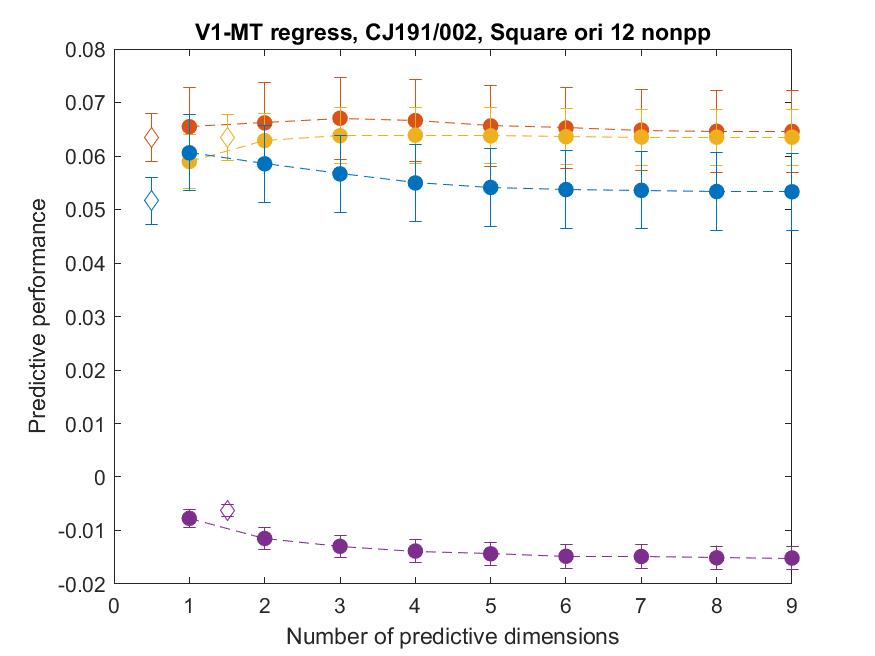 V1-MT regress, CJ191/002, Square ori 12 nonpp
0.08
0.07
0.06
0.05
0.04
0.03
0.02
0.01
0
-0.01
-0.02
Predictive performance
0 1 2 3 4 5 6 7 8 9
Number of predictive dimensions